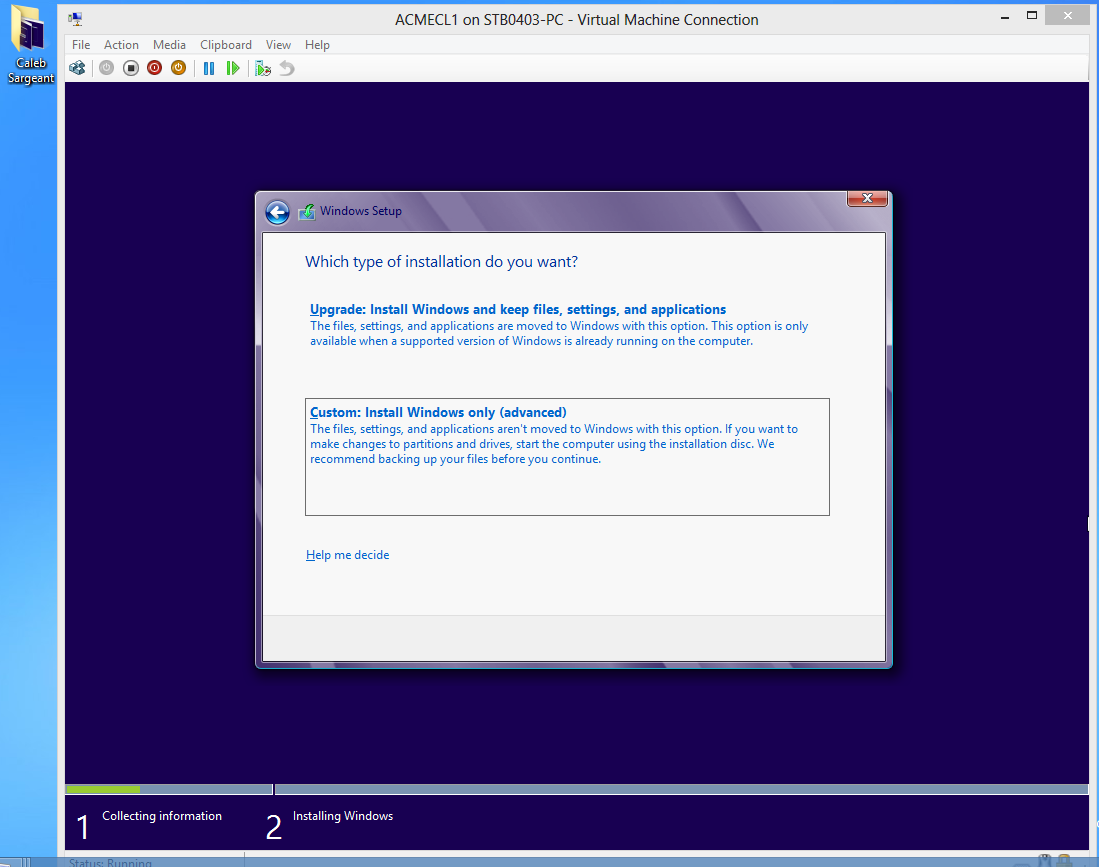 ACMECL1 on STB0403-PC - Virtual Machine Connection
File Action Media Clipboard View Help
Caleb
Sargeant
Windows Setup
Which type of installation do you want?
Upgrade: Install Windows and keep files, settings, and applications
The files, settings, and applications are moved to Windows with this option. This option is only
available when a supported version of Windows is already running on the computer.
Custom: Install Windows only (advanced)
The files, settings, and applications aren't moved to Windows with this option. If you want to
make changes to partitions and drives, start the computer using the installation disc. We
recommend backing up your files before you continue.
Help me decide
1 Collecting information 2 Installing Windows
Status: Running